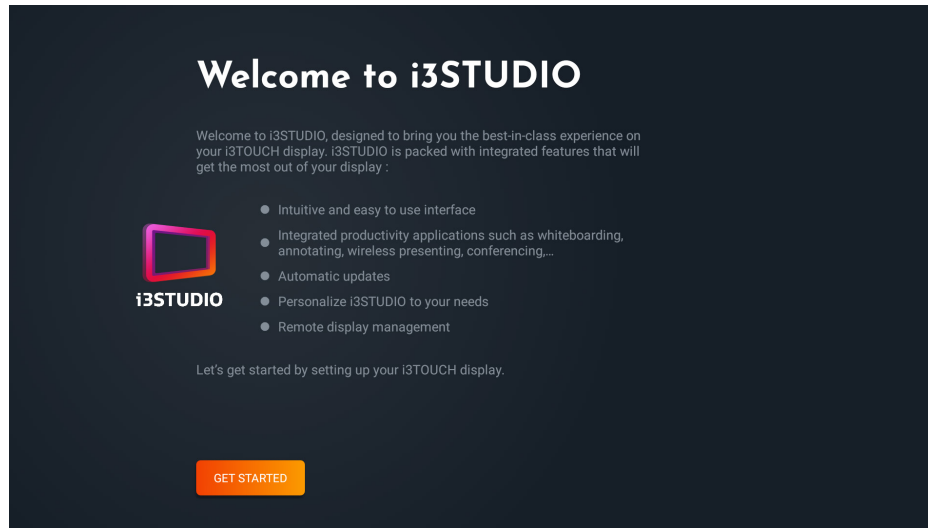 Welcome to i3STUDIO
Welcome to i3STUDIO, designed to bring you the best-in-class experience on
your i3TOUCH display. i3STUDIO is packed with integrated features that will
get the most out of your display :
Intuitive and easy to use interface
Integrated productivity applications such as whiteboarding,
annotating, wireless presenting, conferencing,...
Automatic updates
i3STUDIO
Personalize i3STUDIO to your needs
Remote display management
Let's get started by setting up your i3TOUCH display.
GET STARTED